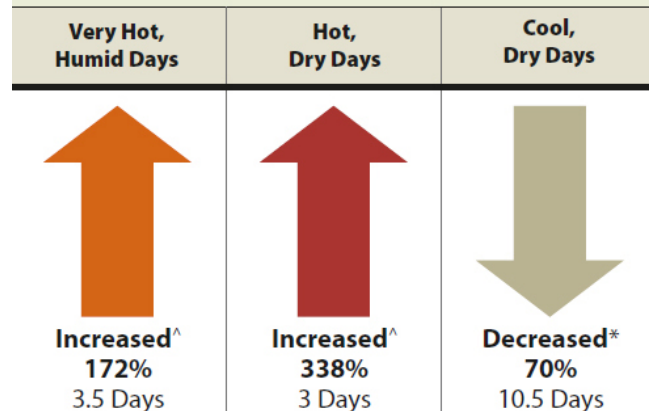 Very Hot,
Humid Days
Hot,
Dry Days
Cool,
Dry Days
Increased^
172%
3.5 Days
Increased^
338%
3 Days
Decreased*
70%
10.5 Days